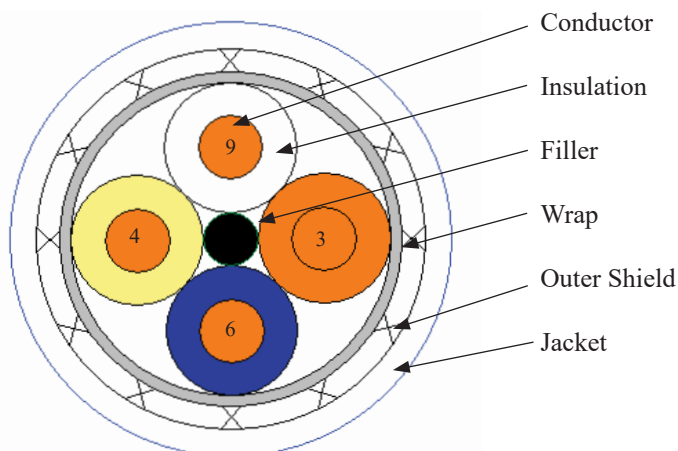 Conductor
Insulation
9
Filler
4
3
Wrap
Outer Shield
6
Jacket